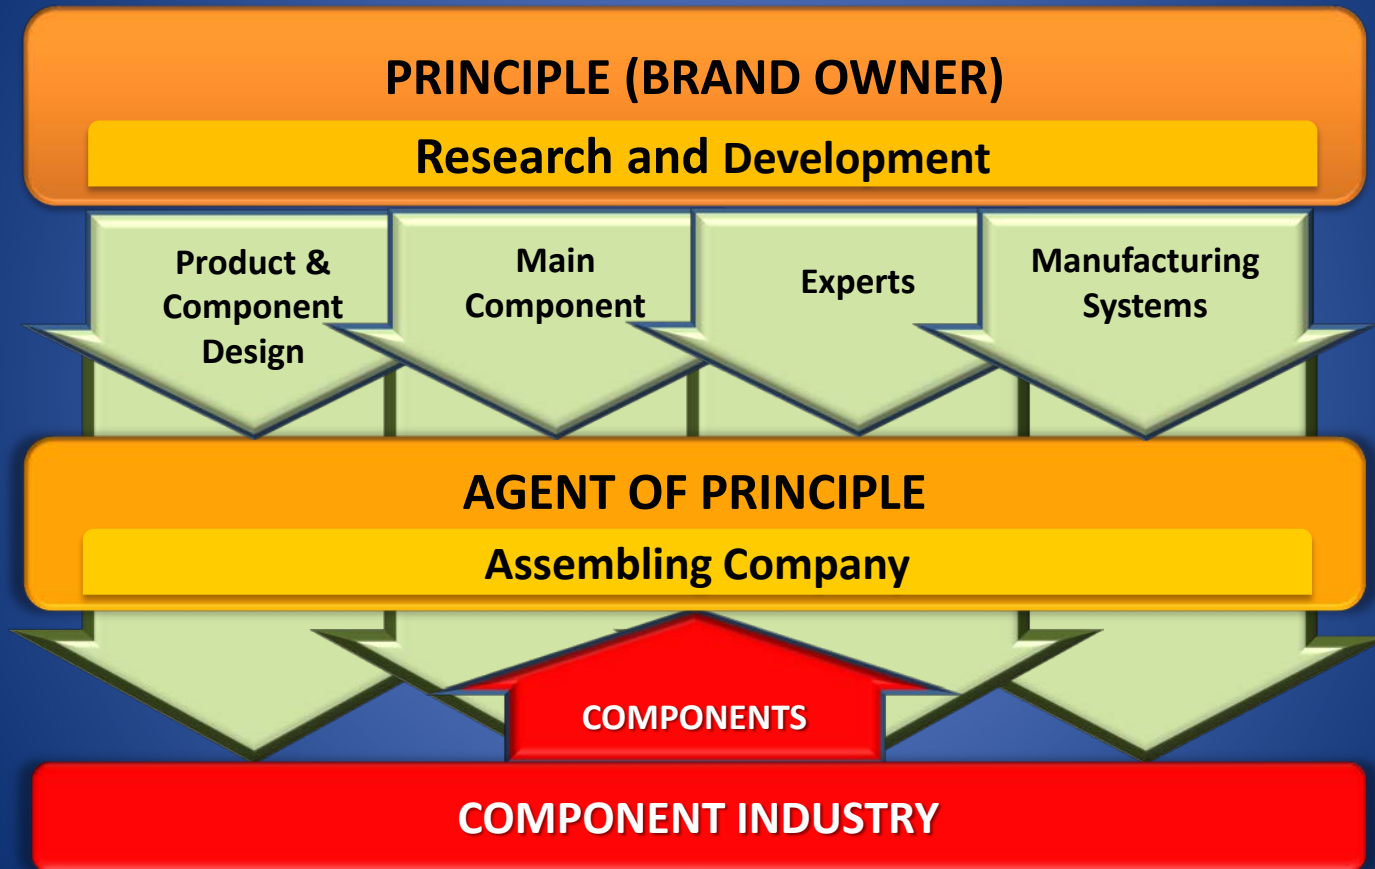 PRINCIPLE (BRAND OWNER)
Research and Development
Product &
Component
Design
Main
Component
Experts
Manufacturing
Systems
AGENT OF PRINCIPLE
Assembling Company
COMPONENTS
COMPONENT INDUSTRY